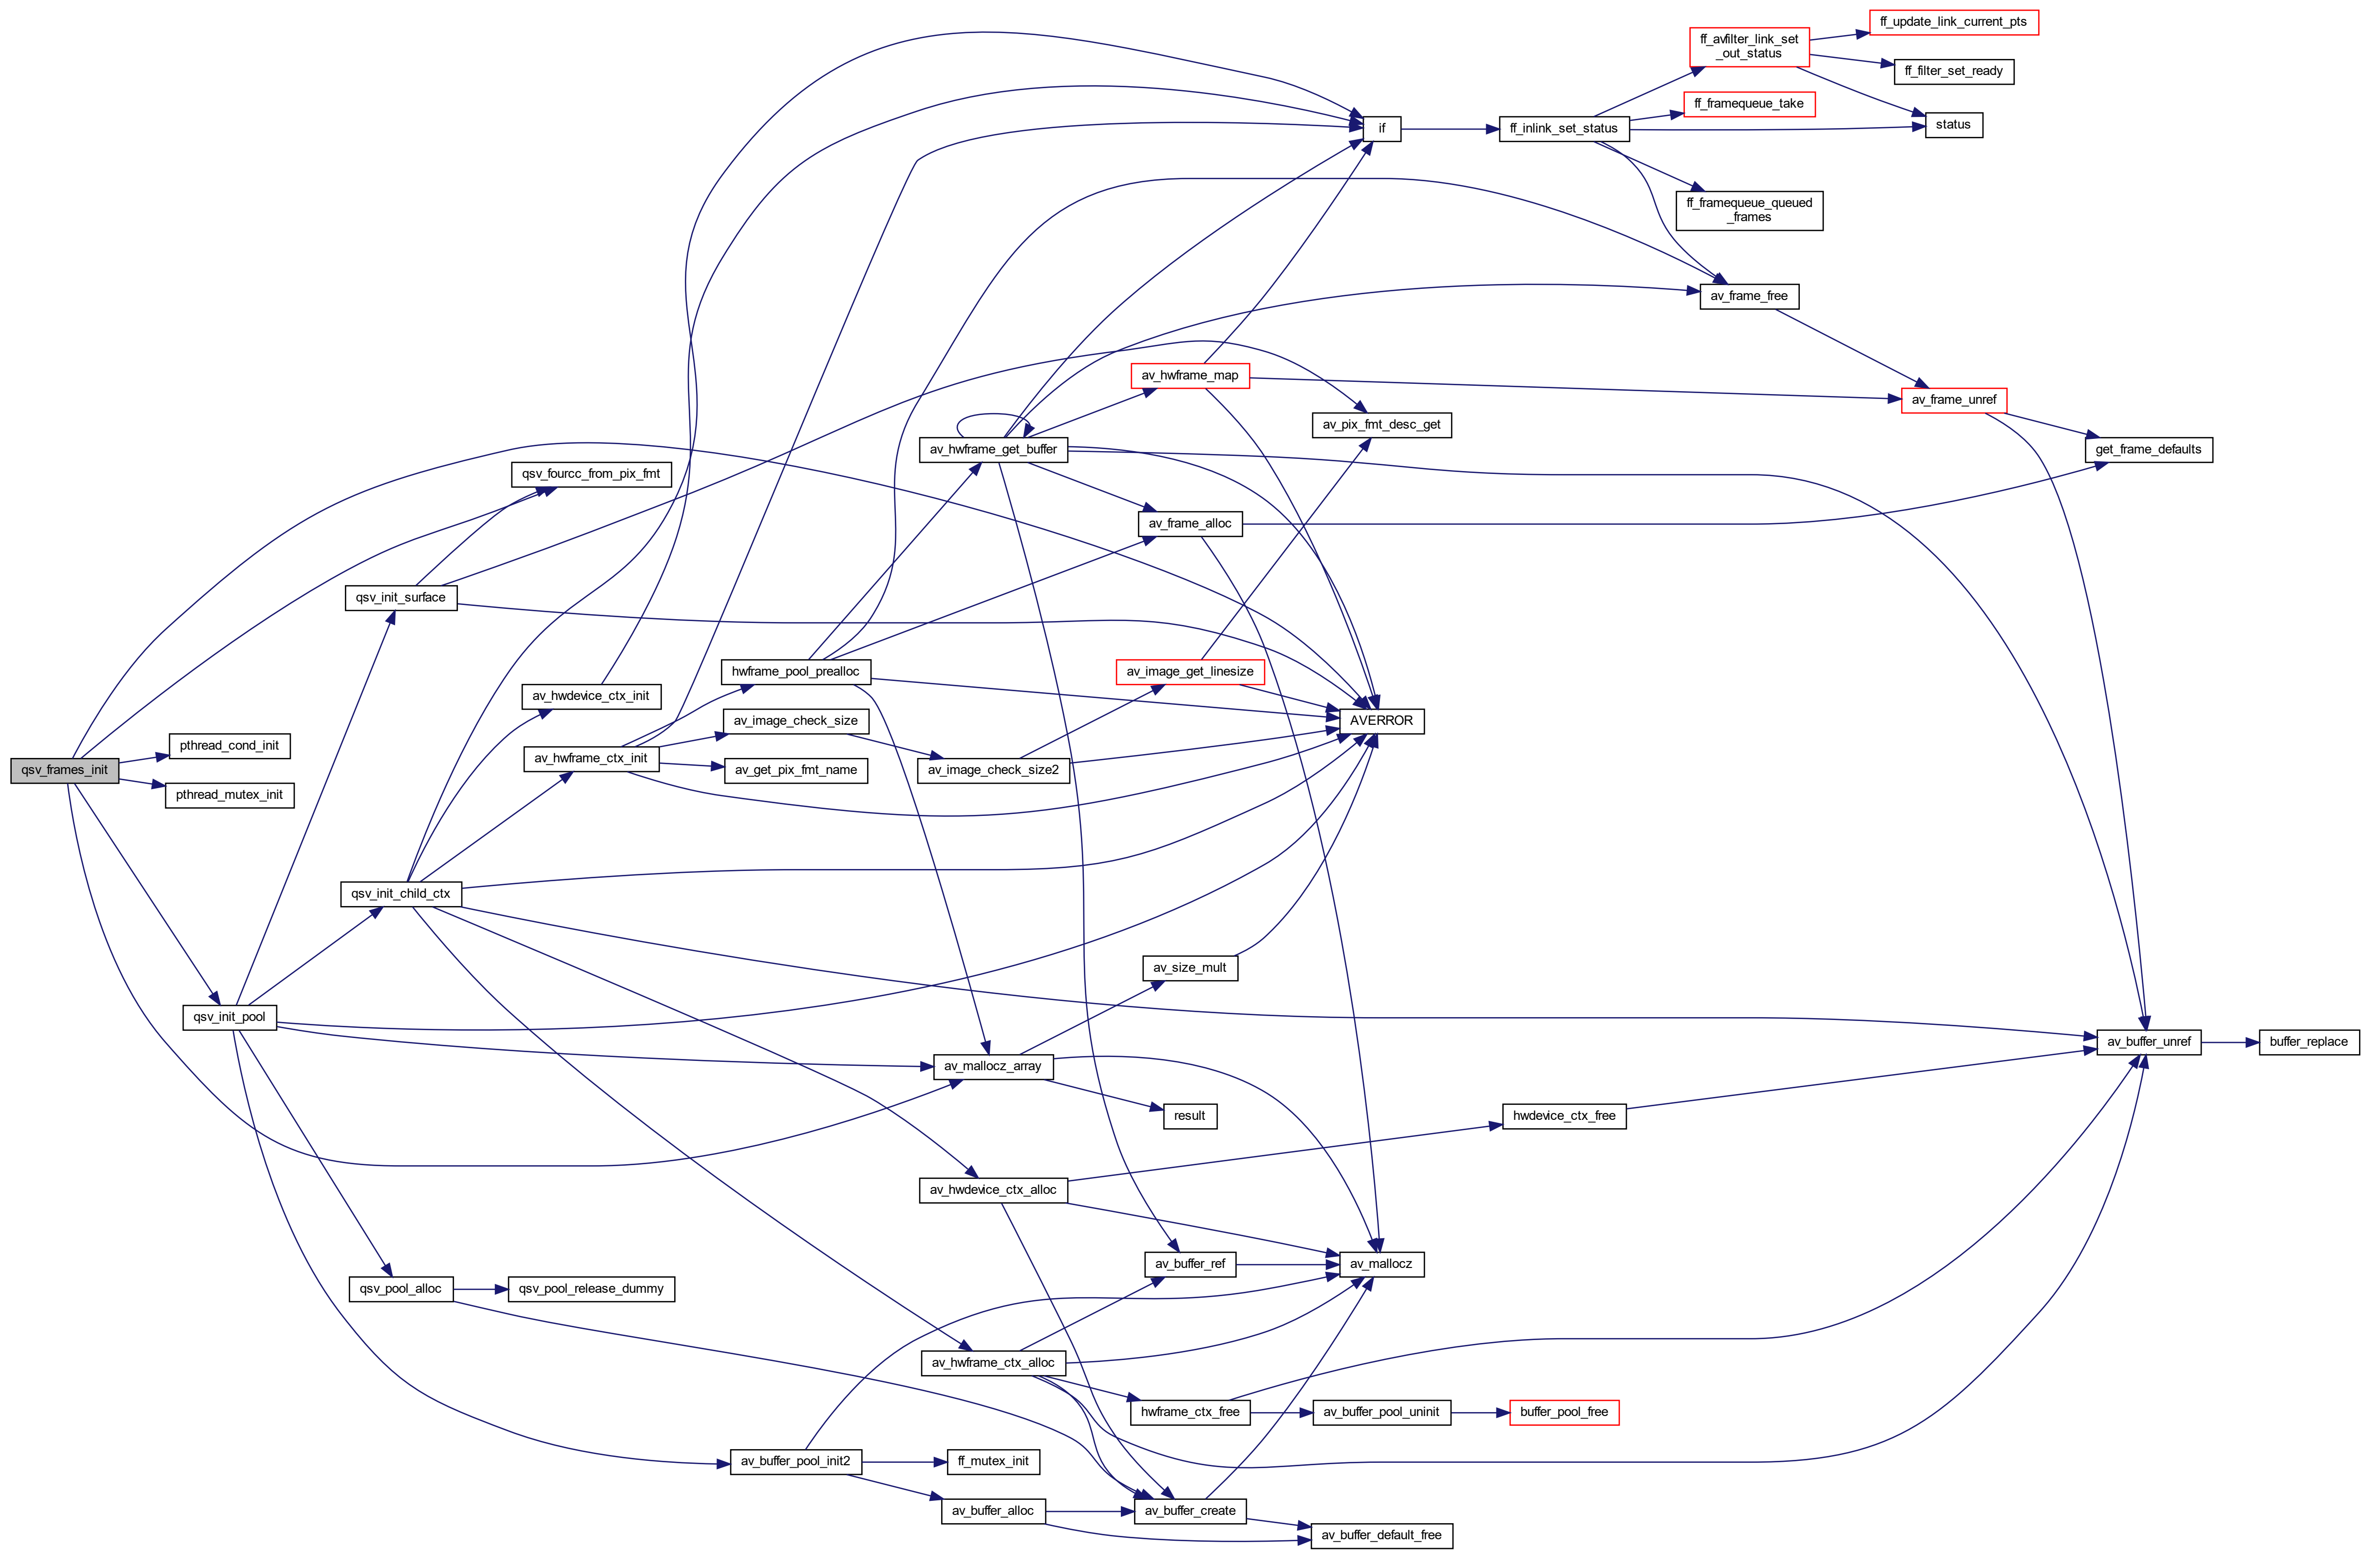 ff_update_link_current_pts
ff_avfilter_link_set
_out_status
ff_filter_set_ready
ff_framequeue_take
status
if
ff_inlink_set_status
ff_framequeue_queued
_frames
av_frame_free
av_hwframe_map
av_frame_unref
av_pix_fmt_desc_get
av_hwframe_get_buffer
get_frame_defaults
qsv_fourcc_from_pix_fmt
av_frame_alloc
qsv_init_surface
hwframe_pool_prealloc
av_image_get_linesize
av_hwdevice_ctx_init
av_image_check_size
AVERROR
pthread_cond_init
av_hwframe_ctx_init
qsv_frames_init
av_get_pix_fmt_name
av_image_check_size2
pthread_mutex_init
qsv_init_child_ctx
av_size_mult
qsv_init_pool
av_buffer_unref
buffer_replace
av_mallocz_array
result
hwdevice_ctx_free
av_hwdevice_ctx_alloc
av_buffer_ref
av_mallocz
qsv_pool_alloc
qsv_pool_release_dummy
av_hwframe_ctx_alloc
hwframe_ctx_free
av_buffer_pool_uninit
buffer_pool_free
av_buffer_pool_init2
ff_mutex_init
av_buffer_alloc
av_buffer_create
av_buffer_default_free